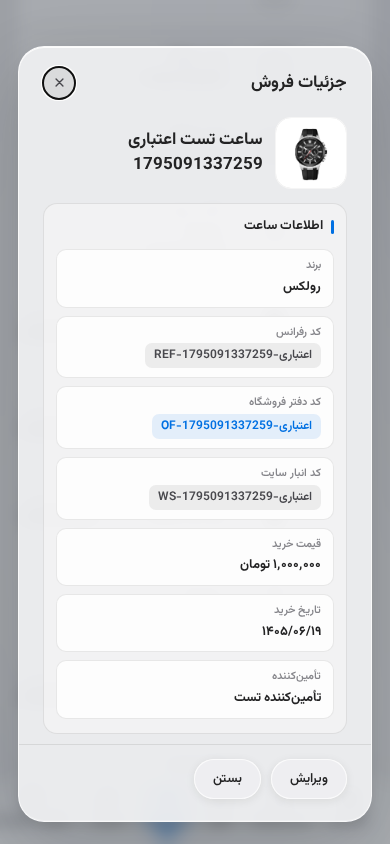 جزئیات فروش
ساعت تست اعتباری
1795091337259
اطلاعات ساعت
برند
رولکس
کد رفرانس
REF-1795091337259-اعتباری
کد دفتر فروشگاه
OF-1795091337259-اعتباری
کد انبار سایت
WS-1795091337259-اعتباری
قیمت خرید
۱,۰۰۰,۰۰۰ تومان
تاریخ خرید
۱۴۰۵/۰۶/۱۹
تأمین‌کننده
تأمین‌کننده تست
ویرایش
بستن